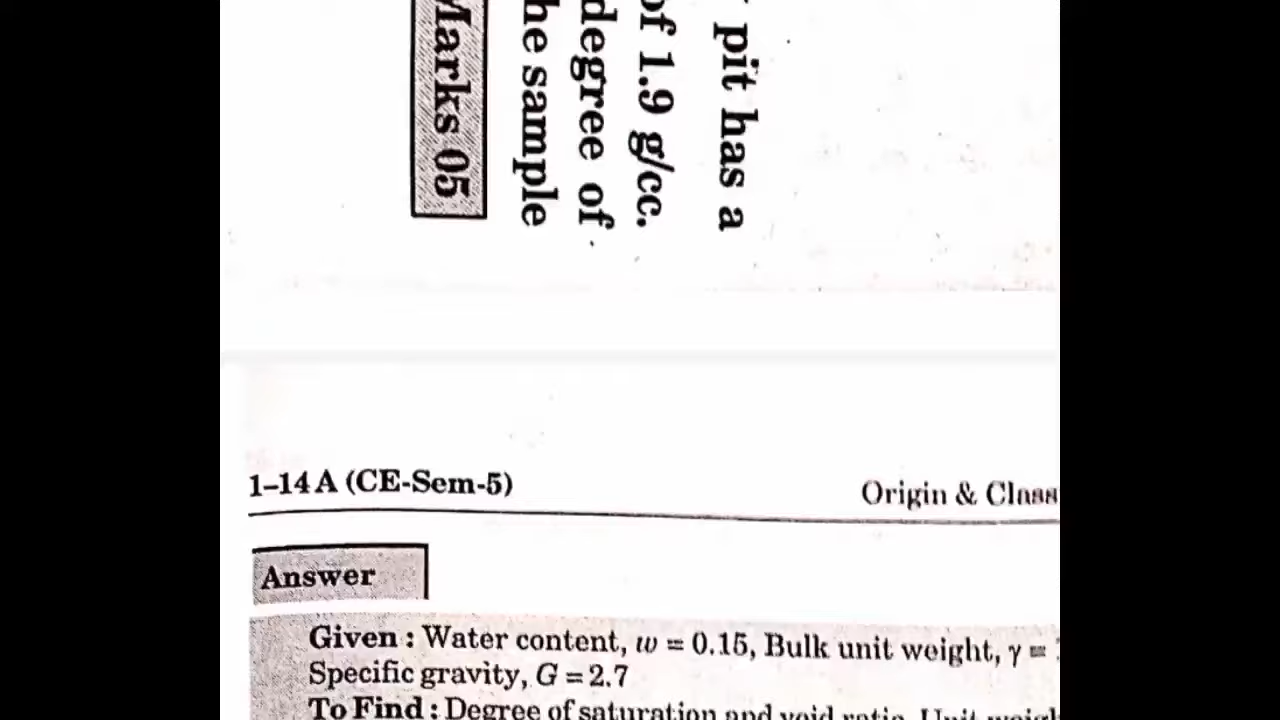 pit has a
of 1.9 g/cc.
degree of
he sample
Marks 05
1–14 A (CE-Sem-5)
Origin & Class
Answer
Given : Water content, w = 0.15, Bulk unit weight, γ =
Specific gravity, G = 2.7
To Find : Degree of saturation and void ratio, Unit weigh